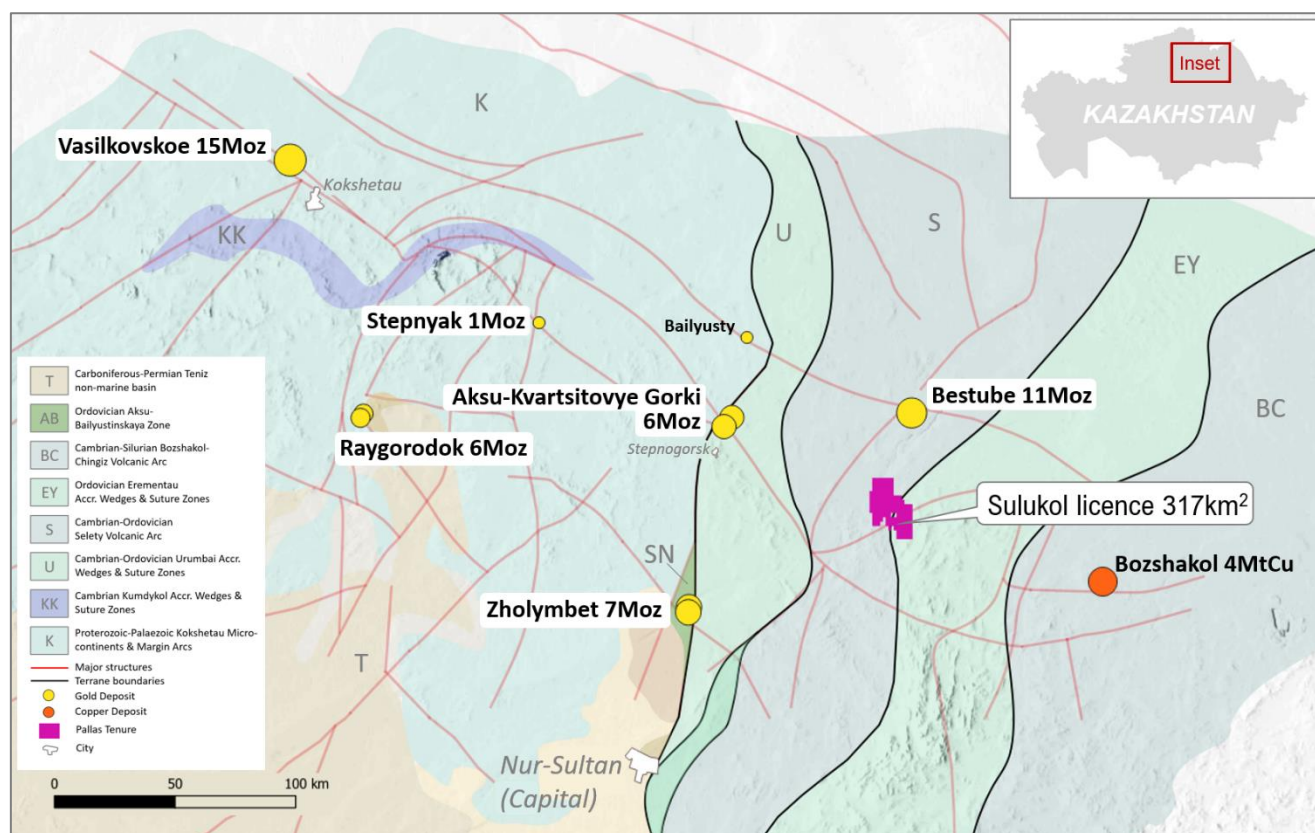 Inset
KAZAKHSTAN
K
Vasilkovskoe 15Moz
Kokshetau
KK
U
S
EY
Stepnyak 1Moz
Bailyusty
Aksu-Kvartsitovye Gorki
6Moz
Bestube 11Moz
BC
Raygorodok 6Moz
Stepnogorsk
Sulukol licence 317km²
SN
Bozshakol 4MtCu
Zholymbet 7Moz
T
Nur-Sultan
(Capital)
T
Carboniferous-Permian Teniz
non-marine basin
AB
Ordovician Aksu-
Bailyustinskaya Zone
BC
Cambrian-Silurian Bozshakol-
Chingiz Volcanic Arc
EY
Ordovician Erementau
Accr. Wedges & Suture Zones
S
Cambrian-Ordovician
Selety Volcanic Arc
U
Cambrian-Ordovician Urumbai Accr.
Wedges & Suture Zones
KK
Cambrian Kumdykol Accr. Wedges &
Suture Zones
K
Proterozoic-Palaezoic Kokshetau Micro-
continents & Margin Arcs
Major structures
Terrane boundaries
Gold Deposit
Copper Deposit
Pallas Tenure
City
0 50 100 km